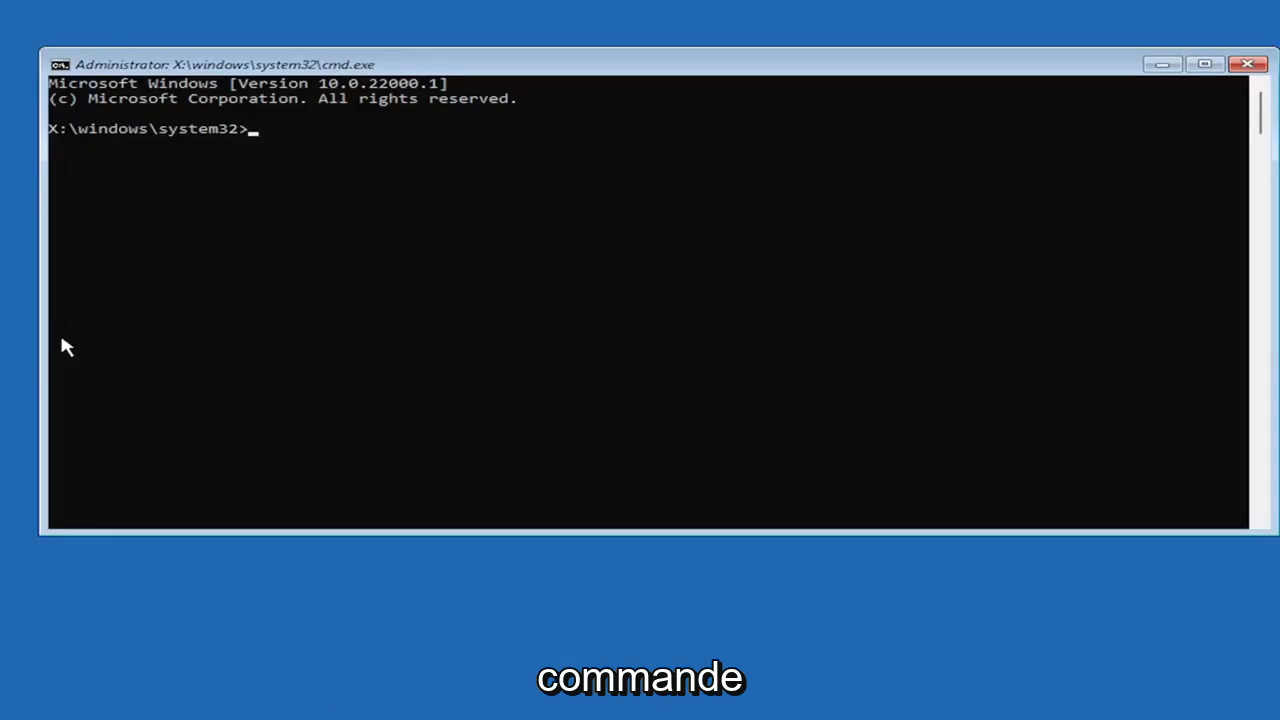 Administrator: X:\windows\system32\cmd.exe
Microsoft Windows [Version 10.0.22000.1]
(c) Microsoft Corporation. All rights reserved.
X:\windows\system32>
commande